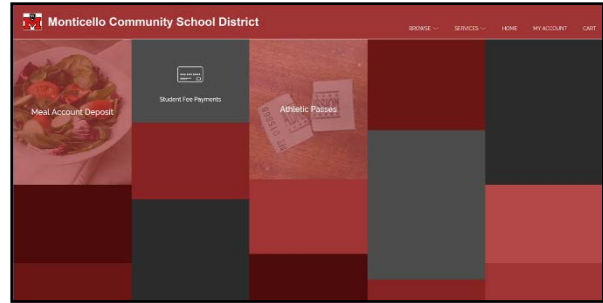 Monticello Community School District
BROWSE SERVICES HOME MY ACCOUNT CART
Meal Account Deposit
Student Fee Payments
Athletic Passes